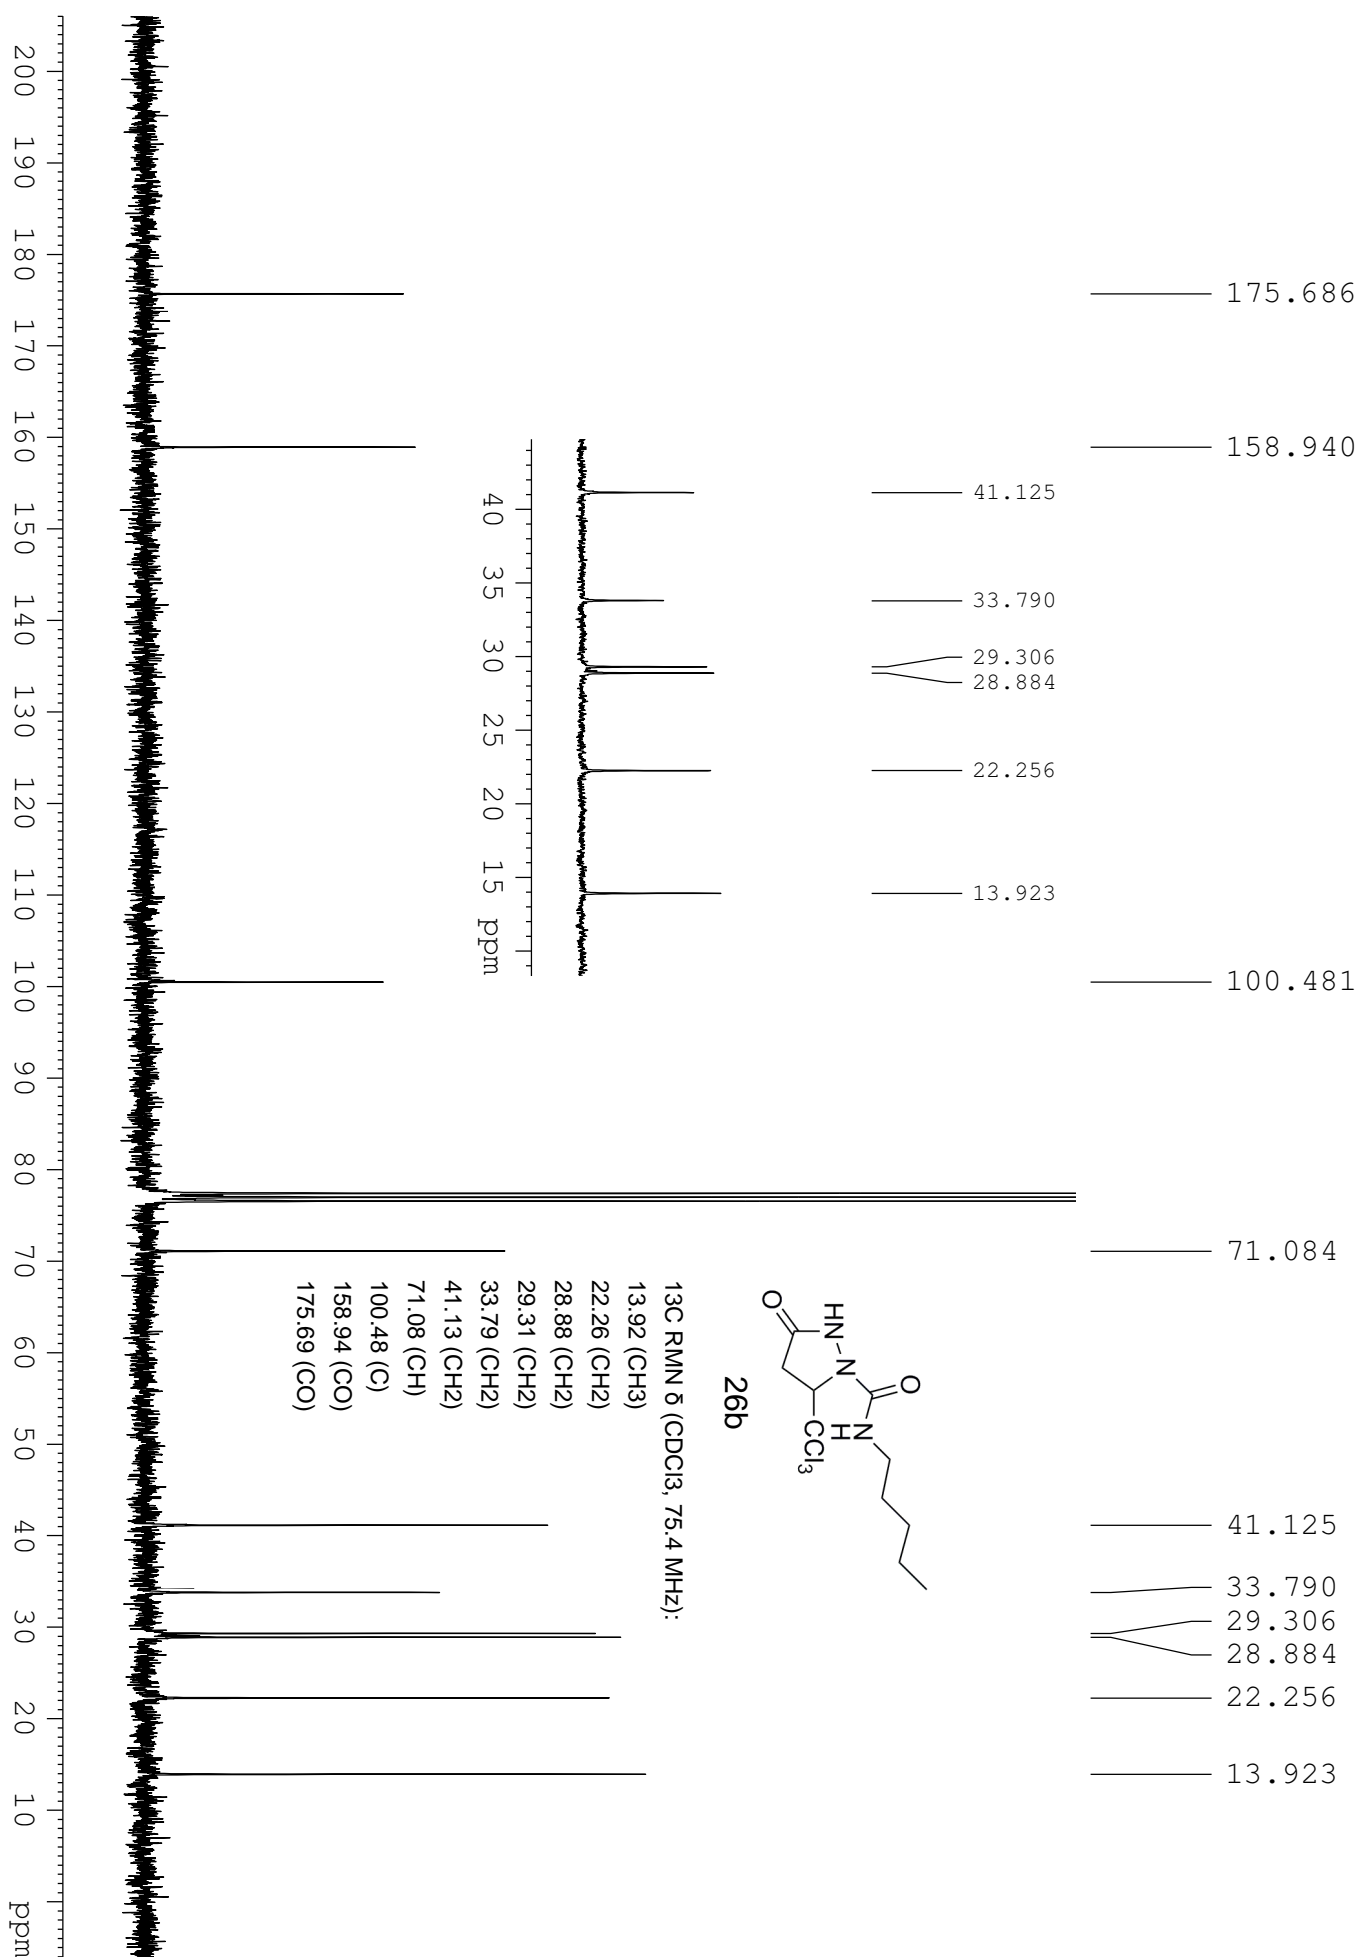 175.686
158.940
100.481
71.084
41.125
33.790
29.306
28.884
22.256
13.923
41.125
33.790
29.306
28.884
22.256
13.923
40 35 30 25 20 15 ppm
O
N
H
HN
N
O
CCl3
26b
13C RMN δ (CDCl3, 75.4 MHz):
13.92 (CH3)
22.26 (CH2)
28.88 (CH2)
29.31 (CH2)
33.79 (CH2)
41.13 (CH2)
71.08 (CH)
100.48 (C)
158.94 (CO)
175.69 (CO)
200 190 180 170 160 150 140 130 120 110 100 90 80 70 60 50 40 30 20 10 ppm